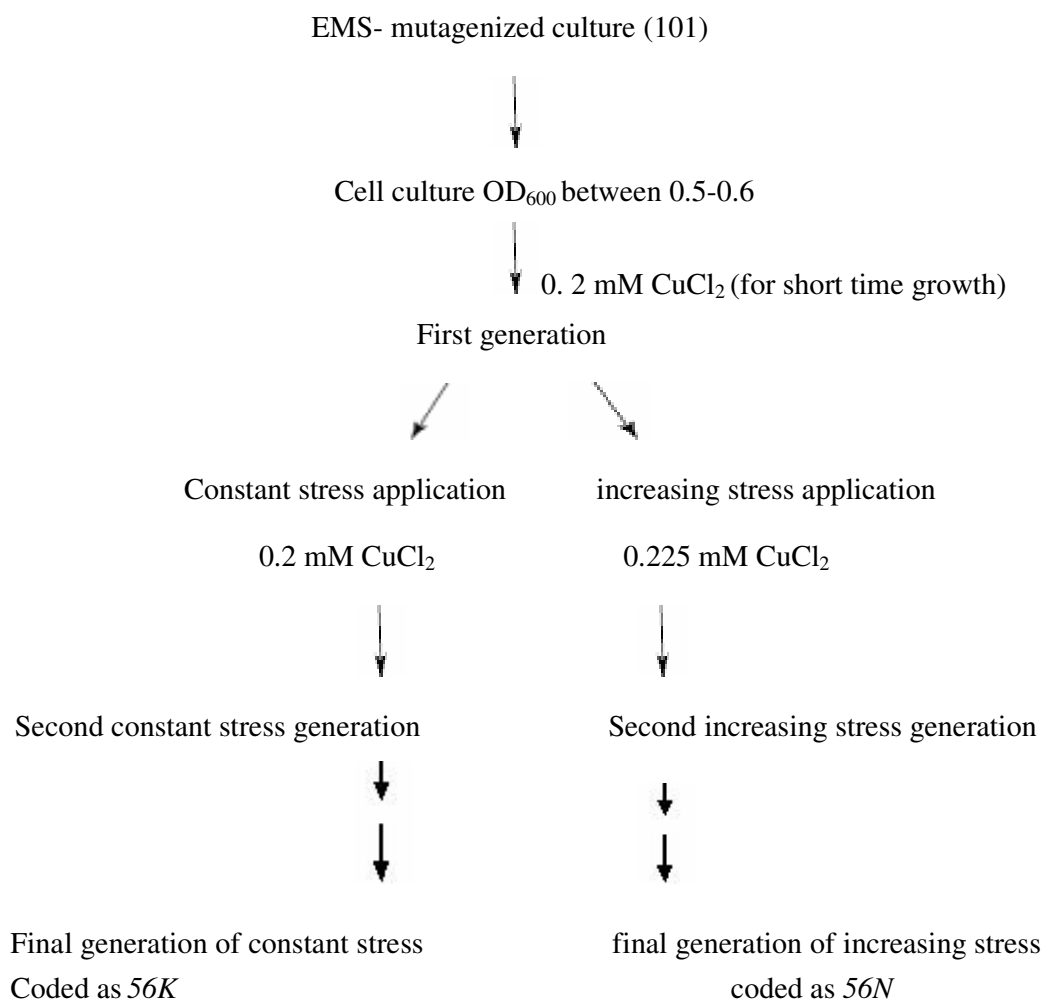 EMS- mutagenized culture (101)
Cell culture OD₆₀₀ between 0.5-0.6
0. 2 mM CuCl₂ (for short time growth)
First generation
Constant stress application increasing stress application
0.2 mM CuCl₂ 0.225 mM CuCl₂
Second constant stress generation Second increasing stress generation
Final generation of constant stress final generation of increasing stress
Coded as 56K coded as 56N